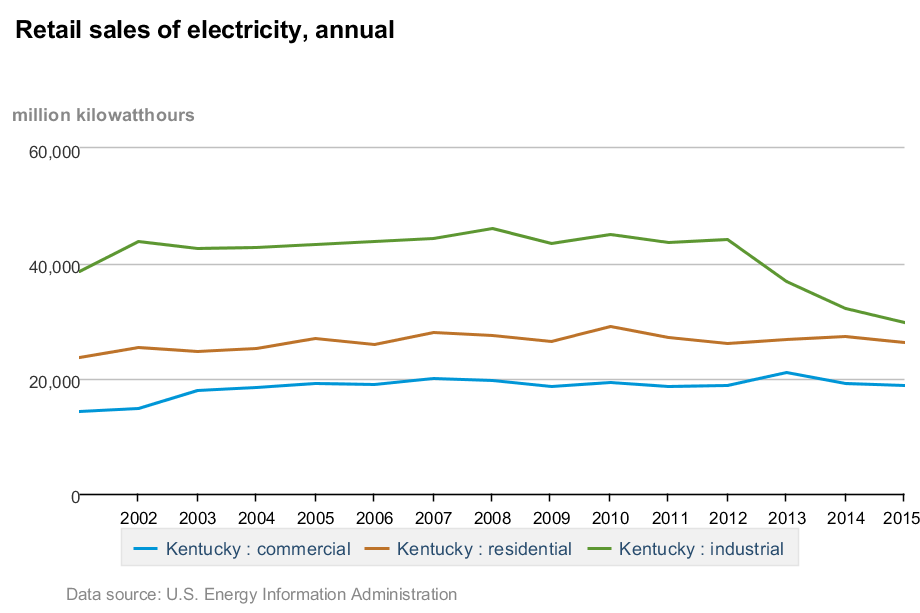 Retail sales of electricity, annual
million kilowatthours
60,000
40,000
20,000
0
2002 2003 2004 2005 2006 2007 2008 2009 2010 2011 2012 2013 2014 2015
Kentucky : commercial Kentucky : residential Kentucky : industrial
Data source: U.S. Energy Information Administration